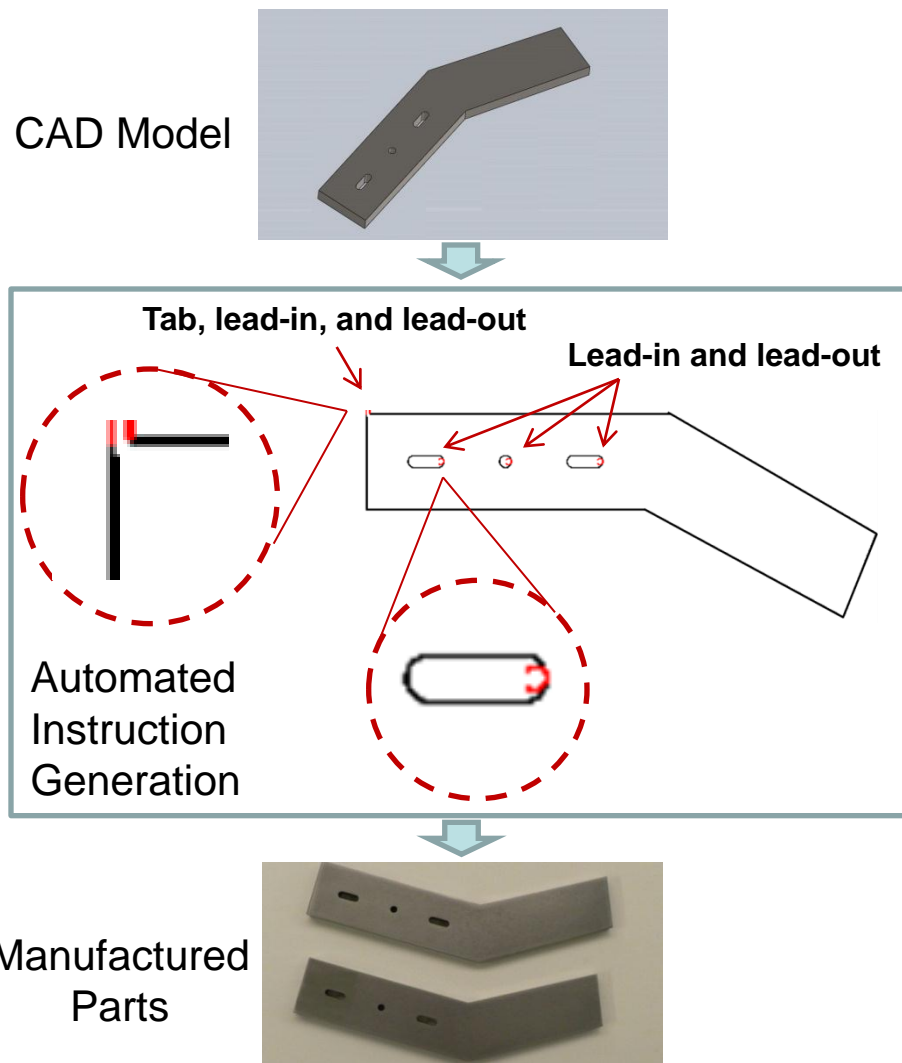 CAD Model
Tab, lead-in, and lead-out
Lead-in and lead-out
Automated
Instruction
Generation
Manufactured
Parts